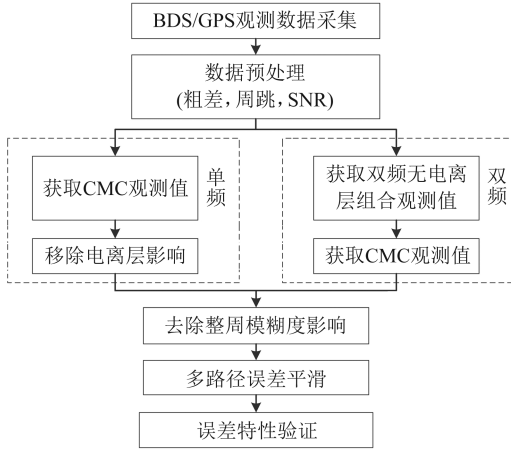 BDS/GPS观测数据采集
数据预处理
(粗差,周跳,SNR)
获取CMC观测值
移除电离层影响
单频
获取双频无电离
层组合观测值
获取CMC观测值
双频
去除整周模糊度影响
多路径误差平滑
误差特性验证